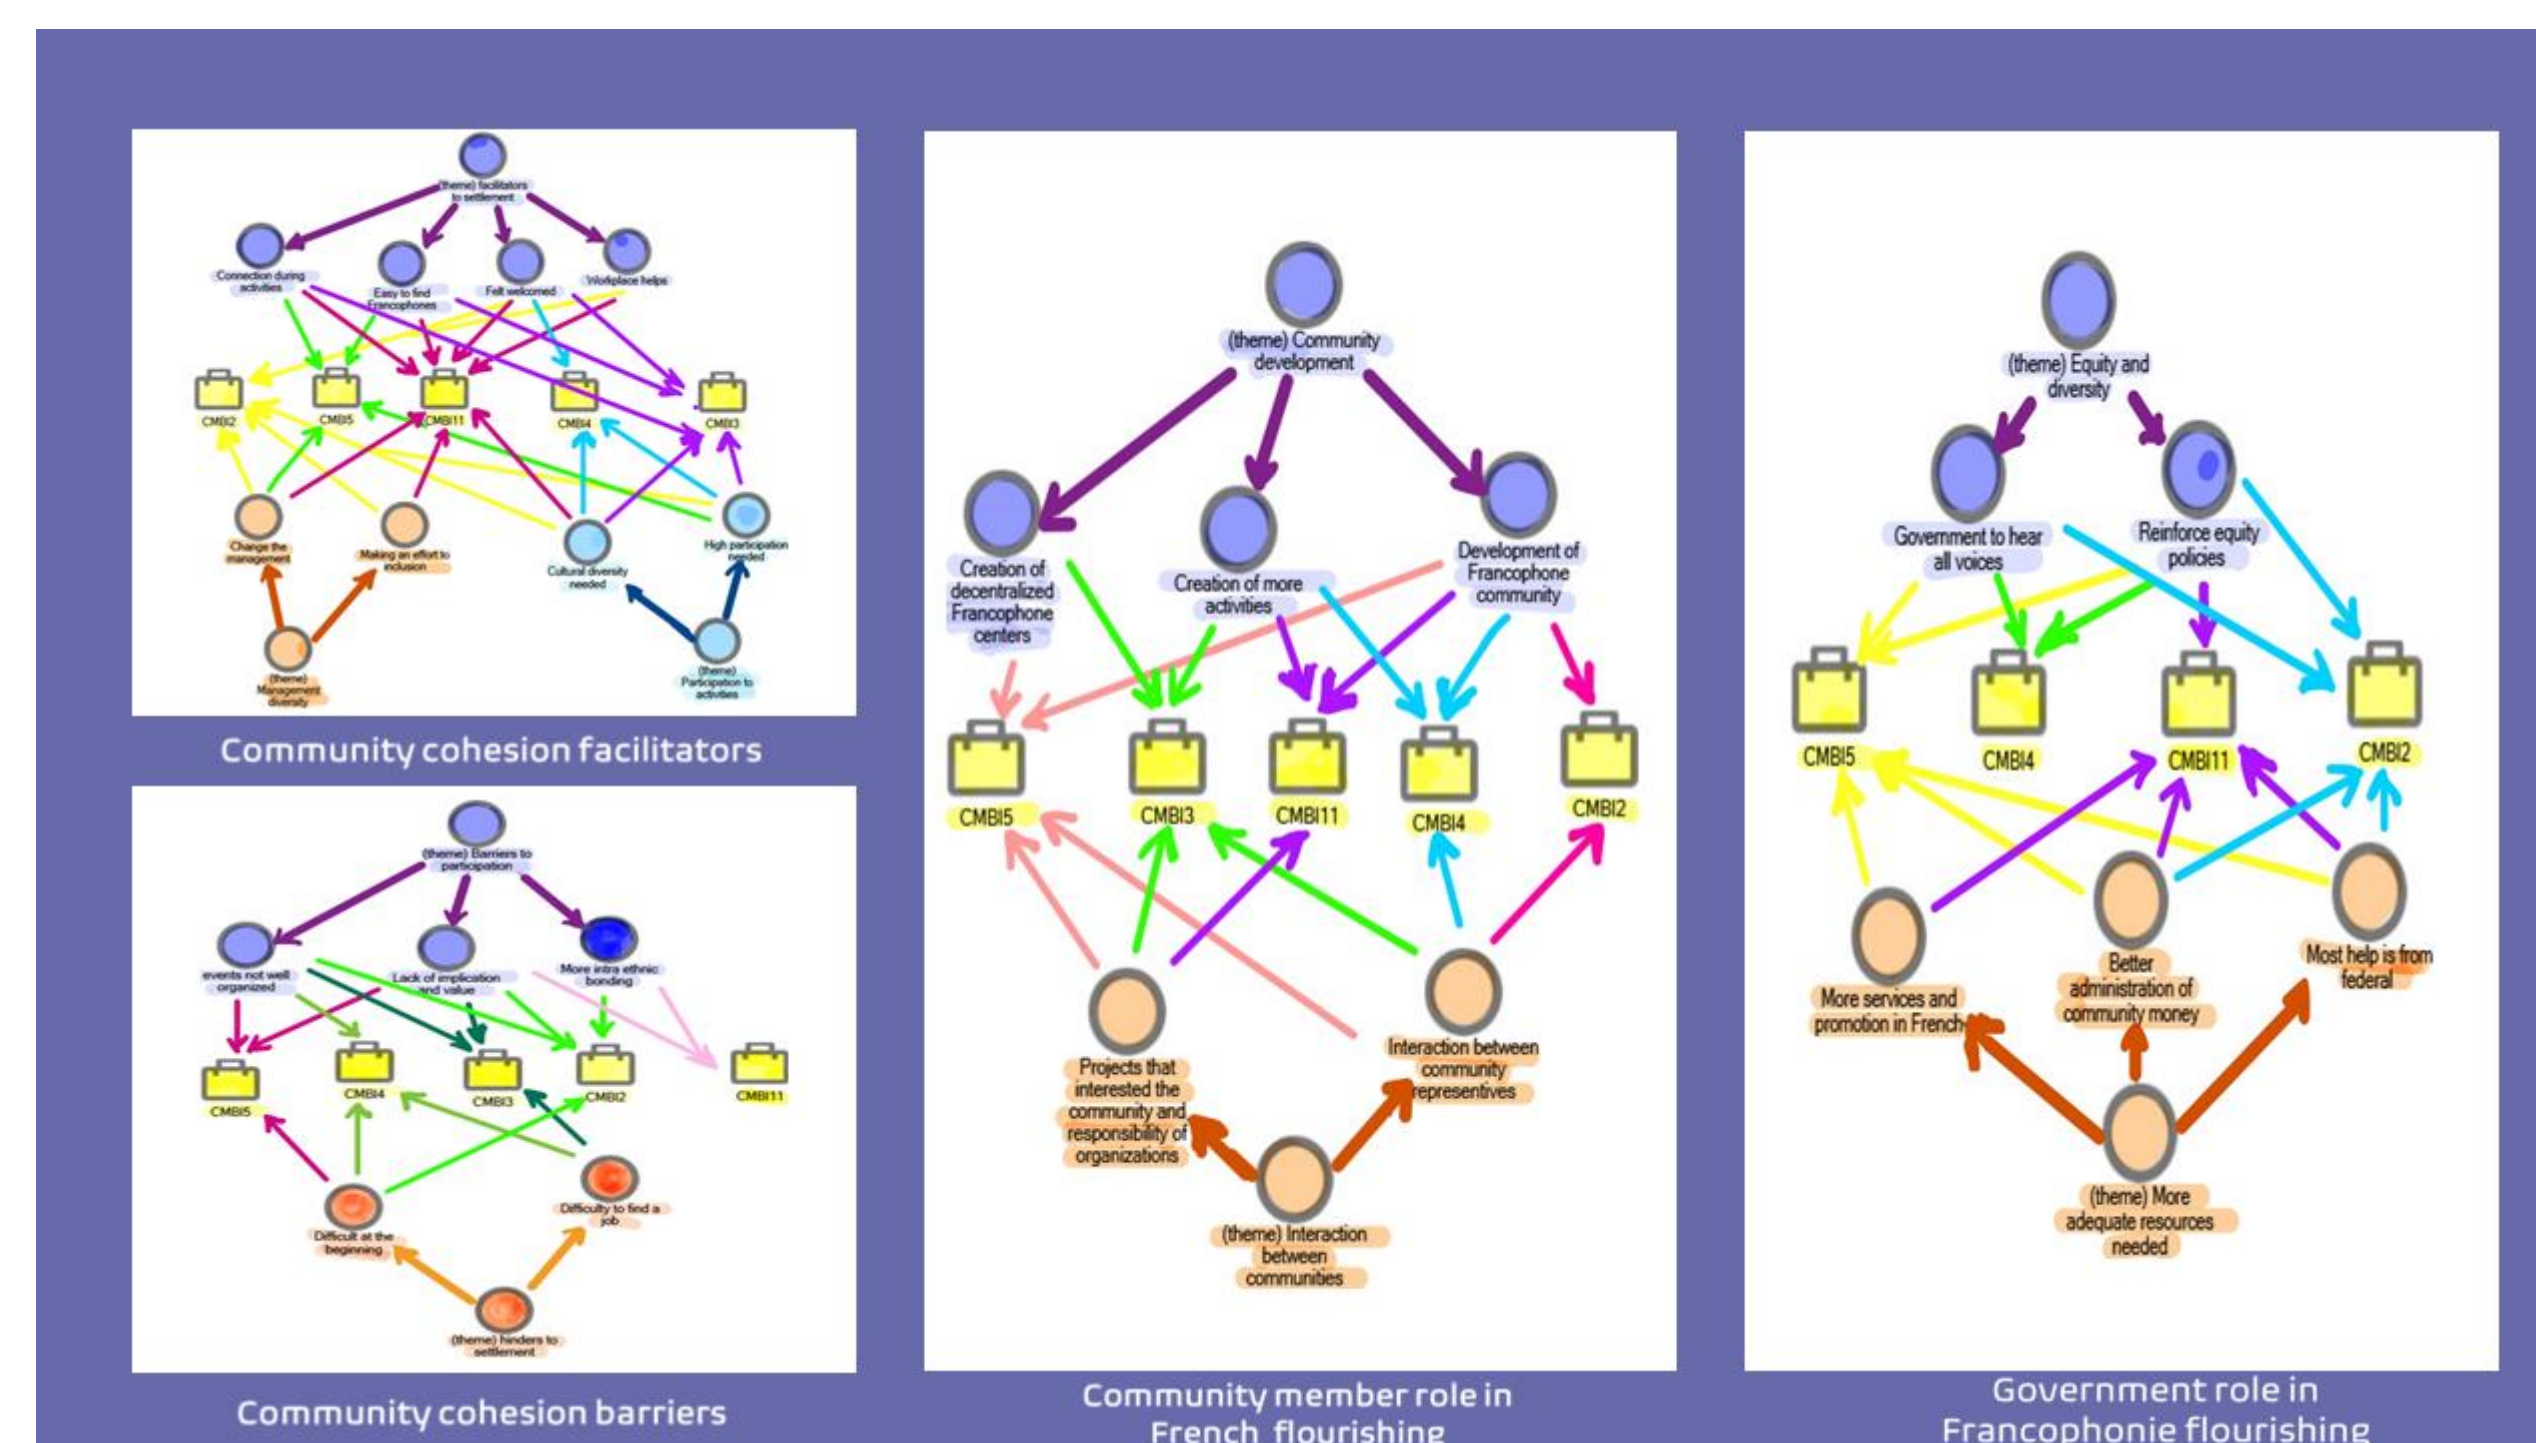 (theme) facilitators
to settlement
Connection during
activities
Easy to find
Francophones
Felt welcomed
Workplace helps
CMBI2
CMBI5
CMBI11
CMBI4
CMBI3
Change the
management
Making an effort to
inclusion
Cultural diversity
needed
High participation
needed
(theme)
Management
diversity
(theme)
Participation to
activities
Community cohesion facilitators
(theme) Barriers to
participation
events not well
organized
Lack of implication
and value
More intra ethnic
bonding
CMBI5
CMBI4
CMBI3
CMBI2
CMBI11
Difficult at the
beginning
Difficulty to find a
job
(theme) hinders to
settlement
Community cohesion barriers
(theme) Community
development
Creation of
decentralized
Francophone
centers
Creation of more
activities
Development of
Francophone
community
CMBI5
CMBI3
CMBI11
CMBI4
CMBI2
Projects that
interested the
community and
responsibility of
organizations
Interaction between
community
representives
(theme) Interaction
between
communities
Community member role in
French flourishing
(theme) Equity and
diversity
Government to hear
all voices
Reinforce equity
policies
CMBI5
CMBI4
CMBI11
CMBI2
More services and
promotion in French
Better
administration of
community money
Most help is from
federal
(theme) More
adequate resources
needed
Government role in
Francophonie flourishing